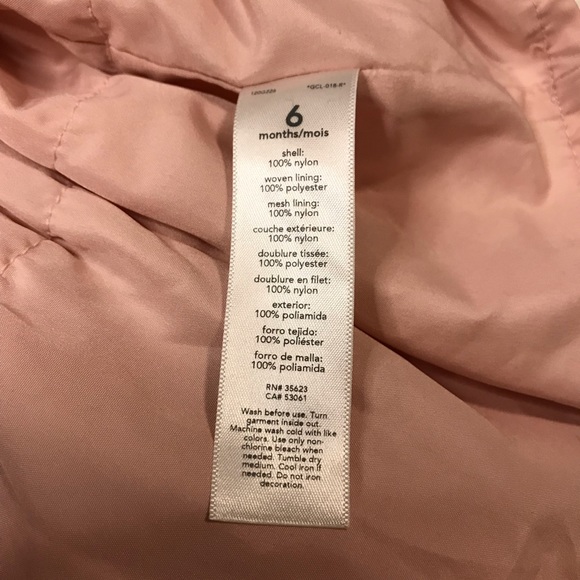 "GCL-018-R"
6
months/mois
shell:
100% nylon
woven lining:
100% polyester
mesh lining:
100% nylon
couche extérieure:
100% nylon
doublure tissée:
100% polyester
doublure en filet:
100% nylon
exterior:
100% poliamida
forro tejido:
100% poliéster
forro de malla:
100% poliamida
RN# 35623
CA# 53061
Wash before use. Turn
garment inside out.
Machine wash cold with like
colors. Use only non-
chlorine bleach when
needed. Tumble dry
medium. Cool iron if
needed. Do not iron
decoration.